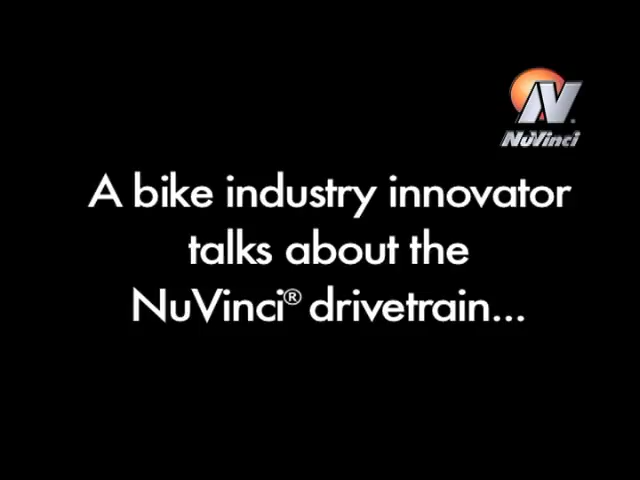 NuVinci
A bike industry innovator
talks about the
NuVinci® drivetrain...